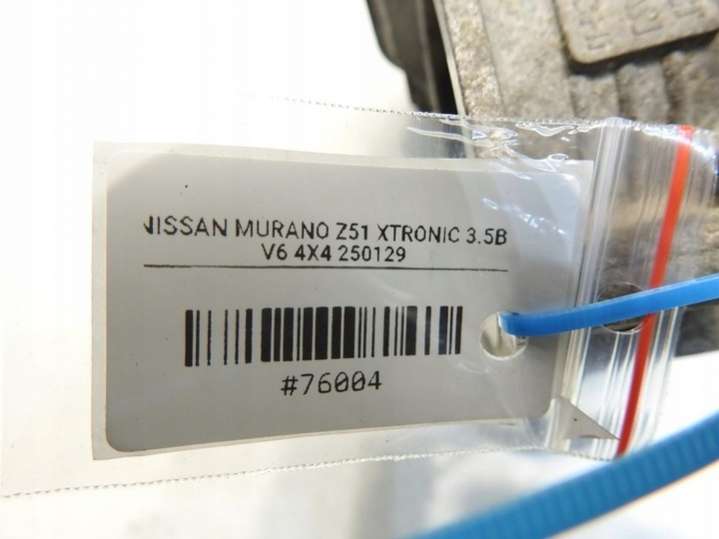 NISSAN MURANO Z51 XTRONIC 3.5B
V6 4X4 250129
#76004